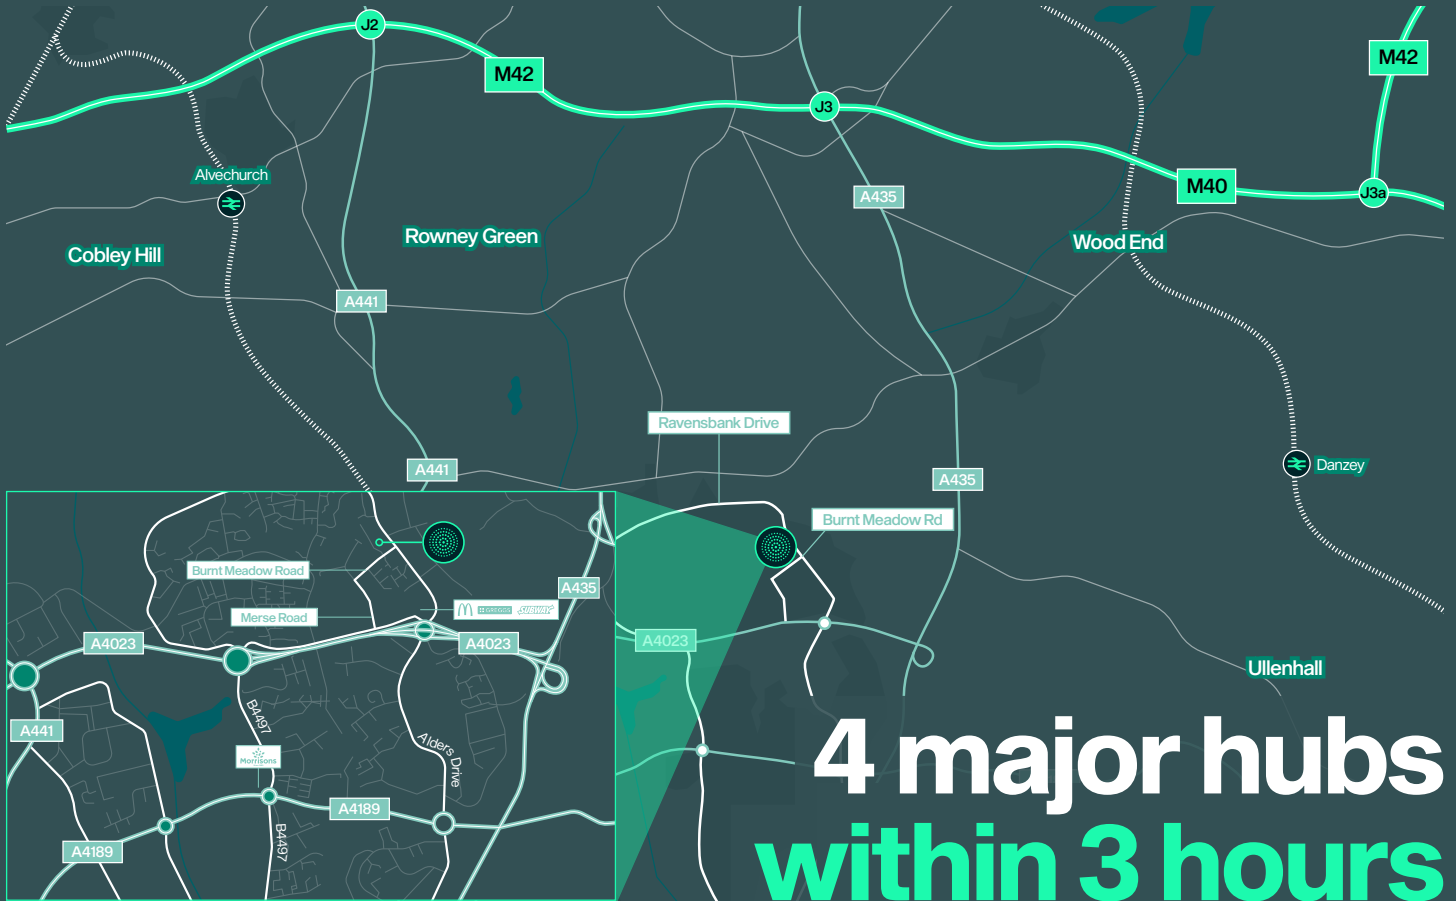 J2
M42
M42
J3
Alvechurch
M40
J3a
A435
Rowney Green
Wood End
Cobley Hill
A441
Ravensbank Drive
A441
Danzey
A435
Burnt Meadow Rd
Burnt Meadow Road
A435
Merse Road
GREGGS
SUBWAY
A4023
A4023
A4023
Ullenhall
B4497
A441
Alders Drive
Morrisons
A4189
B4497
A4189
4 major hubs
within 3 hours